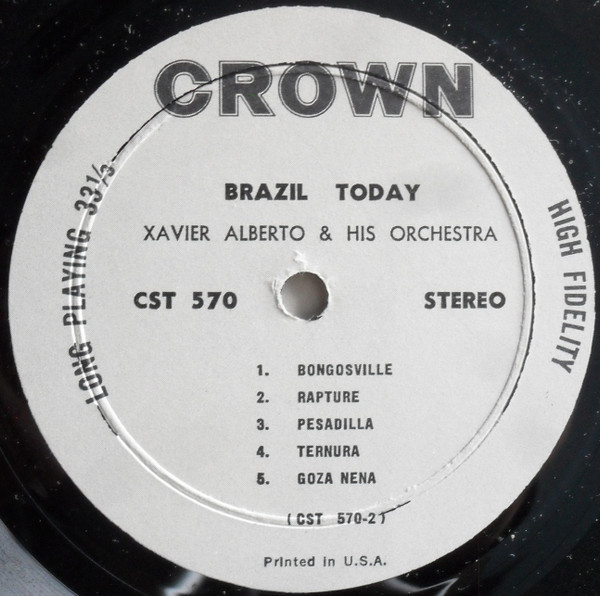 CROWN
LONG PLAYING 33⅓
BRAZIL TODAY
XAVIER ALBERTO & HIS ORCHESTRA
CST 570 STEREO
HIGH FIDELITY
1. BONGOSVILLE
2. RAPTURE
3. PESADILLA
4. TERNURA
5. GOZA NENA
(CST 570-2)
Printed in U.S.A.